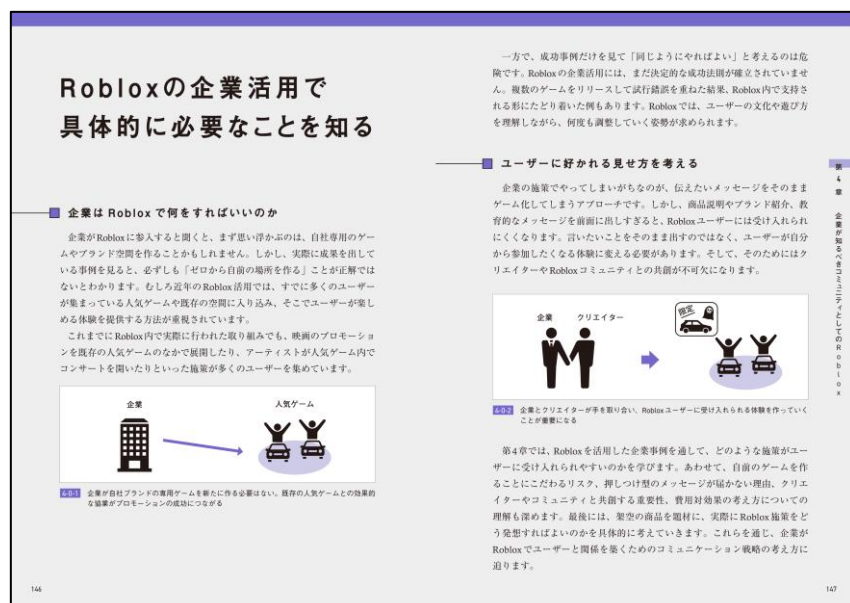 Robloxの企業活用で
具体的に必要なことを知る
企業は Roblox で何をすればいいのか
企業がRobloxに参入すると聞くと、まず思い浮かぶのは、自社専用のゲー
ムやブランド空間を作ることかもしれません。しかし、実際に成果を出して
いる事例を見ると、必ずしも「ゼロから自前の場所を作る」ことが正解では
ないとわかります。むしろ近年のRoblox活用では、すでに多くのユーザー
が集まっている人気ゲームや既存の空間に入り込み、そこでユーザーが楽し
める体験を提供する方法が重視されています。
これまでにRoblox内で実際に行われた取り組みでも、映画のプロモーショ
ンを既存の人気ゲームのなかで展開したり、アーティストが人気ゲーム内で
コンサートを開いたりといった施策が多くのユーザーを集めています。
企業
人気ゲーム
4-0-1 企業が自社ブランドの専用ゲームを新たに作る必要はない。既存の人気ゲームとの効果的
な協業がプロモーションの成功につながる
146
一方で、成功事例だけを見て「同じようにやればよい」と考えるのは危
険です。Robloxの企業活用には、まだ決定的な成功法則が確立されていませ
ん。複数のゲームをリリースして試行錯誤を重ねた結果、Roblox内で支持さ
れる形にたどり着いた例もあります。Robloxでは、ユーザーの文化や遊び方
を理解しながら、何度も調整していく姿勢が求められます。
ユーザーに好かれる見せ方を考える
企業の施策でやってしまいがちなのが、伝えたいメッセージをそのまま
ゲーム化してしまうアプローチです。しかし、商品説明やブランド紹介、教
育的なメッセージを前面に出しすぎると、Robloxユーザーには受け入れられ
にくくなります。言いたいことをそのまま出すのではなく、ユーザーが自分
から参加したくなる体験に変える必要があります。そして、そのためにはク
リエイターやRobloxコミュニティとの共創が不可欠になります。
企業 クリエイター
限定
4-0-2 企業とクリエイターが手を取り合い、Robloxユーザーに受け入れられる体験を作っていく
ことが重要になる
第4章では、Robloxを活用した企業事例を通して、どのような施策がユー
ザーに受け入れられやすいのかを学びます。あわせて、自前のゲームを作
ることにこだわるリスク、押しつけ型のメッセージが届かない理由、クリエ
イターやコミュニティと共創する重要性、費用対効果の考え方についての
理解も深めます。最後には、架空の商品を題材に、実際にRoblox施策をど
う発想すればよいのかを具体的に考えていきます。これらを通じ、企業が
Robloxでユーザーと関係を築くためのコミュニケーション戦略の考え方に
迫ります。
第4章 企業が知るべきコミュニティとしてのRoblox
147